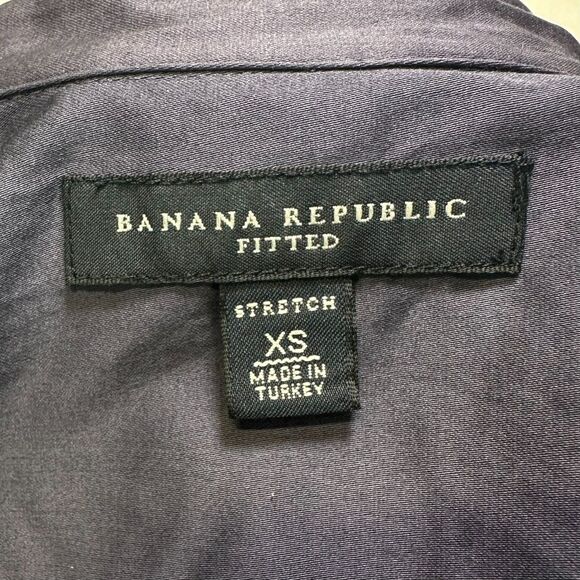 BANANA REPUBLIC
FITTED
STRETCH
XS
MADE IN
TURKEY